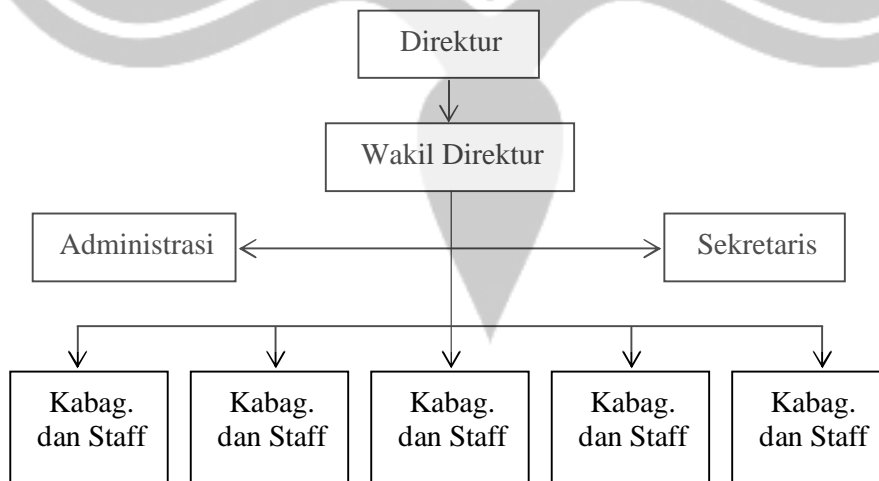 Direktur
Wakil Direktur
Administrasi
Sekretaris
Kabag.
dan Staff
Kabag.
dan Staff
Kabag.
dan Staff
Kabag.
dan Staff
Kabag.
dan Staff